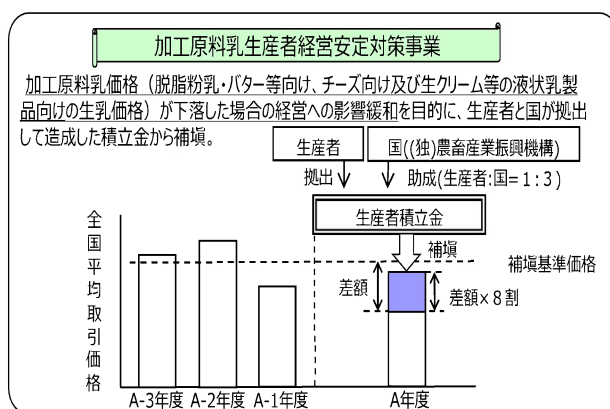 加工原料乳生産者経営安定対策事業
加工原料乳価格（脱脂粉乳・バター等向け、チーズ向け及び生クリーム等の液状乳製
品向けの生乳価格）が下落した場合の経営への影響緩和を目的に、生産者と国が拠出
して造成した積立金から補塡。
生産者
国((独)農畜産業振興機構)
拠出
助成(生産者:国=1:3)
生産者積立金
補塡
補塡基準価格
差額
差額×８割
全国平均取引価格
A-3年度 A-2年度 A-1年度 A年度